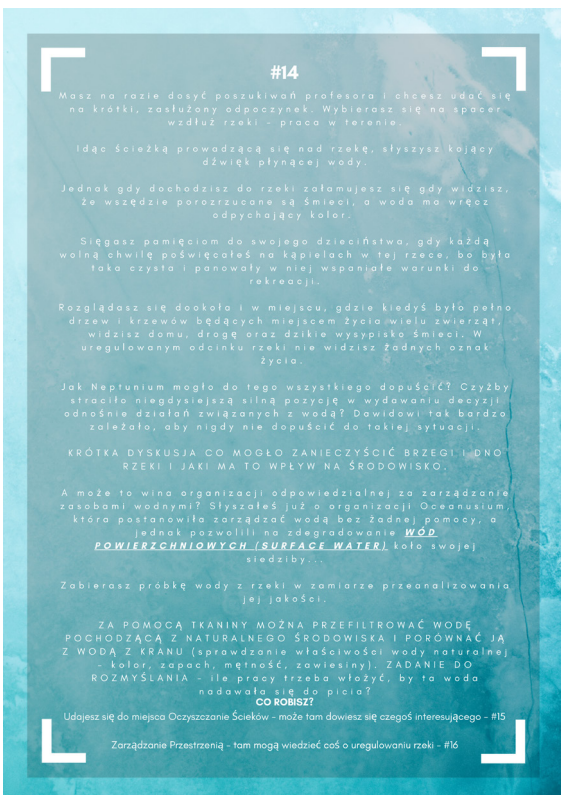 #14
Masz na razie dosyć poszukiwań profesora i chcesz udać się
na krótki, zasłużony odpoczynek. Wybierasz się na spacer
wzdłuż rzeki - praca w terenie.
Idąc ścieżką prowadzącą się nad rzekę, słyszysz kojący
dźwięk płynącej wody.
Jednak gdy dochodzisz do rzeki załamujesz się gdy widzisz,
że wszędzie porozrzucane są śmieci, a woda ma wręcz
odpychający kolor.
Sięgasz pamięciom do swojego dzieciństwa, gdy każdą
wolną chwilę poświęcałeś na kąpielach w tej rzece, bo była
taka czysta i panowały w niej wspaniałe warunki do
rekreacji.
Rozglądasz się dookoła i w miejscu, gdzie kiedyś było pełno
drzew i krzewów będących miejscem życia wielu zwierząt,
widzisz domu, drogę oraz dzikie wysypisko śmieci. W
uregulowanym odcinku rzeki nie widzisz żadnych oznak
życia.
Jak Neptunium mogło do tego wszystkiego dopuścić? Czyżby
straciło niegdysiejszą silną pozycję w wydawaniu decyzji
odnośnie działań związanych z wodą? Dawidowi tak bardzo
zależało, aby nigdy nie dopuścić do takiej sytuacji.
KRÓTKA DYSKUSJA CO MOGŁO ZANIECZYŚCIĆ BRZEGI I DNO
RZEKI I JAKI MA TO WPŁYW NA ŚRODOWISKO.
A może to wina organizacji odpowiedzialnej za zarządzanie
zasobami wodnymi? Słyszałeś już o organizacji Oceanusium,
która postanowiła zarządzać wodą bez żadnej pomocy, a
jednak pozwolili na zdegradowanie WÓD
POWIERZCHNIOWYCH (SURFACE WATER) koło swojej
siedziby...
Zabierasz próbkę wody z rzeki w zamiarze przeanalizowania
jej jakości.
ZA POMOCĄ TKANINY MOŻNA PRZEFILTROWAĆ WODĘ
POCHODZĄCĄ Z NATURALNEGO ŚRODOWISKA I PORÓWNAĆ JĄ
Z WODĄ Z KRANU (sprawdzanie właściwości wody naturalnej
- kolor, zapach, mętność, zawiesiny). ZADANIE DO
ROZMYŚLANIA - ile pracy trzeba włożyć, by ta woda
nadawała się do picia?
CO ROBISZ?
Udajesz się do miejsca Oczyszczanie Ścieków - może tam dowiesz się czegoś interesującego - #15
Zarządzanie Przestrzenią - tam mogą wiedzieć coś o uregulowaniu rzeki - #16